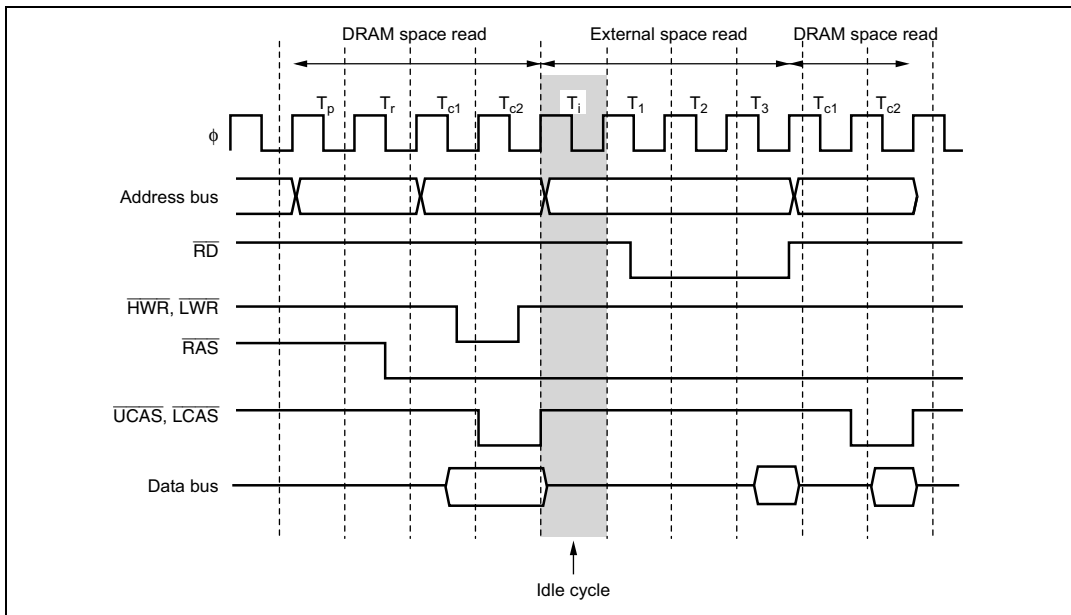 DRAM space read External space read DRAM space read
Tp Tr Tc1 Tc2 Ti T1 T2 T3 Tc1 Tc2
ϕ
Address bus
RD
HWR, LWR
RAS
UCAS, LCAS
Data bus
Idle cycle